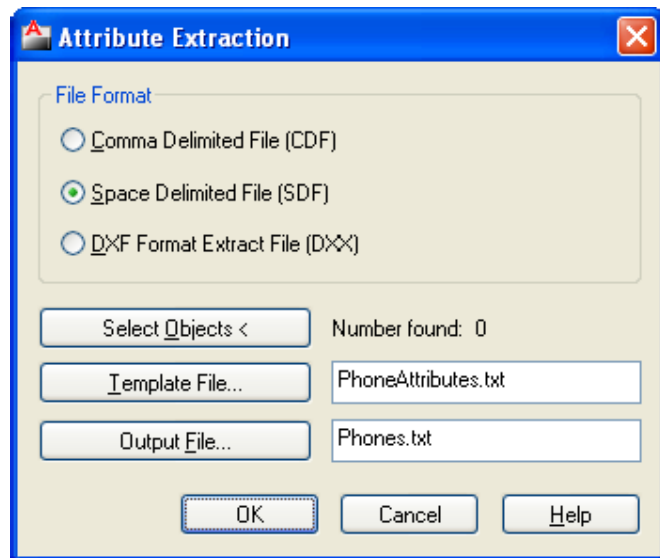 Attribute Extraction
File Format
Comma Delimited File (CDF)
Space Delimited File (SDF)
DXF Format Extract File (DXX)
Select Objects < Number found: 0
Template File... PhoneAttributes.txt
Output File... Phones.txt
OK Cancel Help